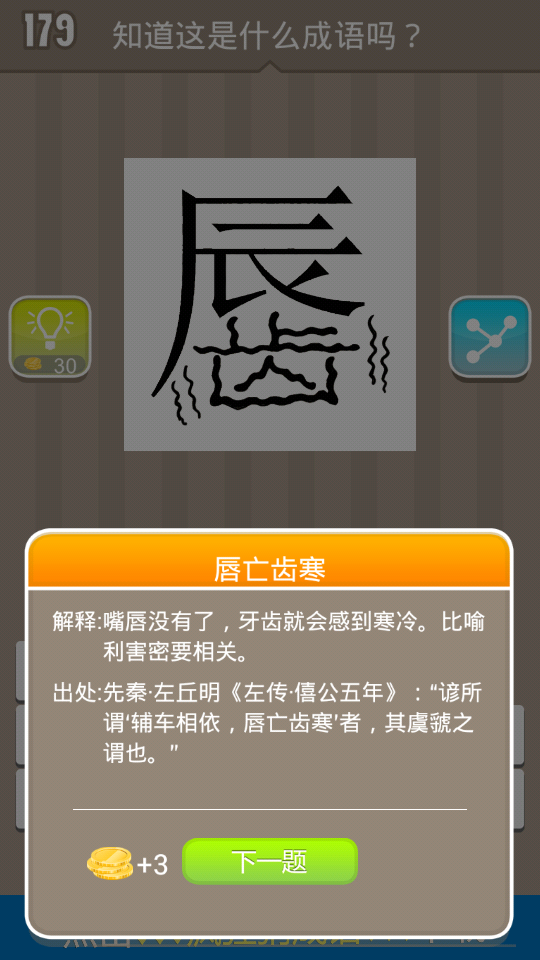 179 知道这是什么成语吗？
30
唇亡齿寒
解释:嘴唇没有了，牙齿就会感到寒冷。比喻
利害密要相关。
出处:先秦·左丘明《左传·僖公五年》：“谚所
谓‘辅车相依，唇亡齿寒’者，其虞虢之
谓也。”
+3 下一题